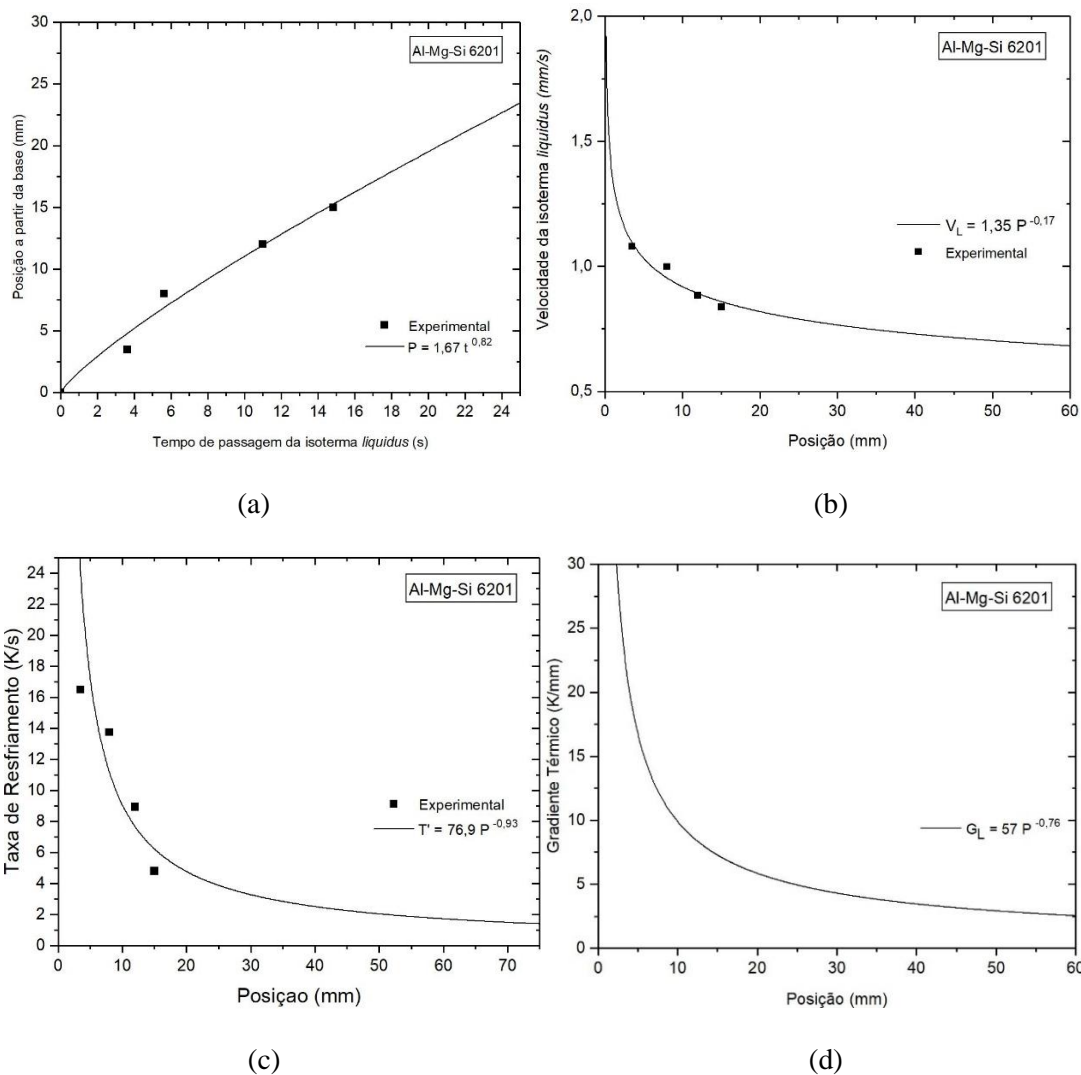 30
25
20
15
10
5
0
Posição a partir da base (mm)
Al-Mg-Si 6201
Experimental
P = 1,67 t 0,82
0 2 4 6 8 10 12 14 16 18 20 22 24
Tempo de passagem da isoterma liquidus (s)
(a)
2,0
1,5
1,0
0,5
Velocidade da isoterma liquidus (mm/s)
Al-Mg-Si 6201
V L = 1,35 P -0,17
Experimental
0 10 20 30 40 50 60
Posição (mm)
(b)
24
22
20
18
16
14
12
10
8
6
4
2
0
Taxa de Resfriamento (K/s)
Al-Mg-Si 6201
Experimental
T' = 76,9 P -0,93
0 10 20 30 40 50 60 70
Posiçao (mm)
(c)
30
25
20
15
10
5
0
Gradiente Térmico (K/mm)
Al-Mg-Si 6201
G L = 57 P -0,76
0 10 20 30 40 50 60
Posição (mm)
(d)